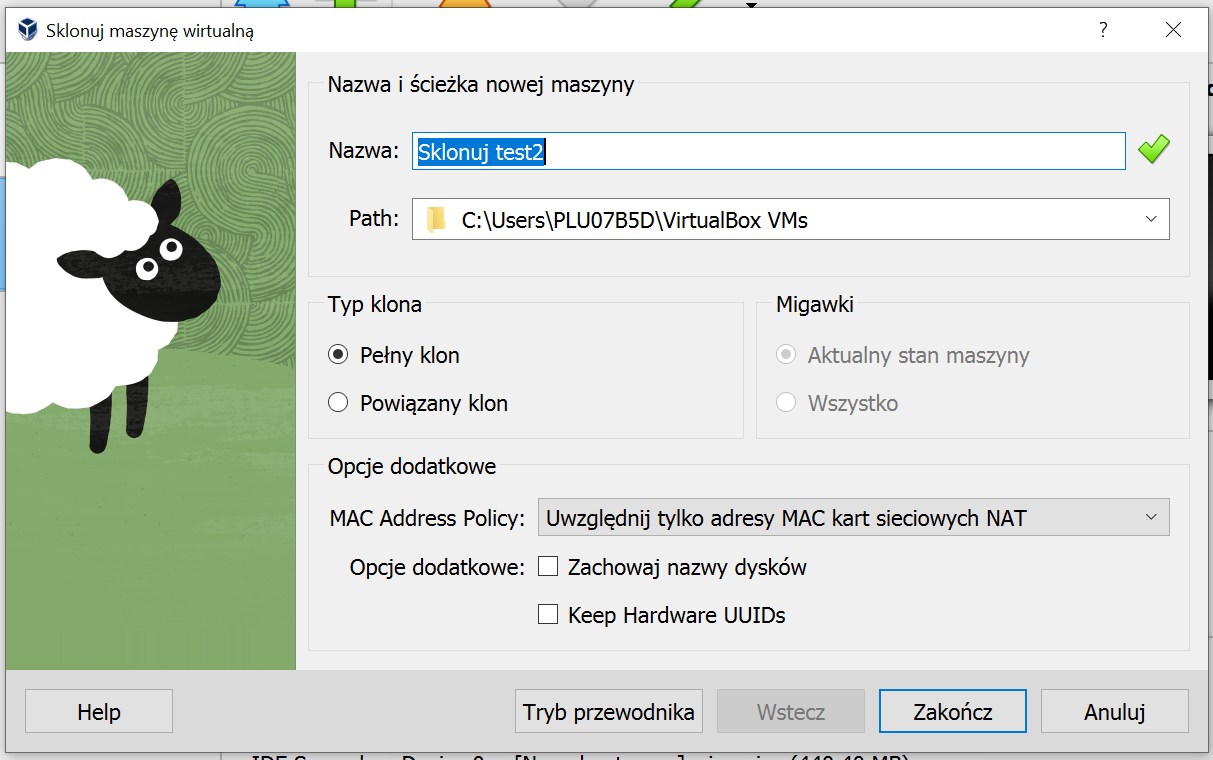 Sklonuj maszynę wirtualną
?
Nazwa i ścieżka nowej maszyny
Nazwa: Sklonuj test2
Path: C:\Users\PLU07B5D\VirtualBox VMs
Typ klona
Pełny klon
Powiązany klon
Migawki
Aktualny stan maszyny
Wszystko
Opcje dodatkowe
MAC Address Policy: Uwzględnij tylko adresy MAC kart sieciowych NAT
Opcje dodatkowe: Zachowaj nazwy dysków
Keep Hardware UUIDs
Help
Tryb przewodnika
Wstecz
Zakończ
Anuluj